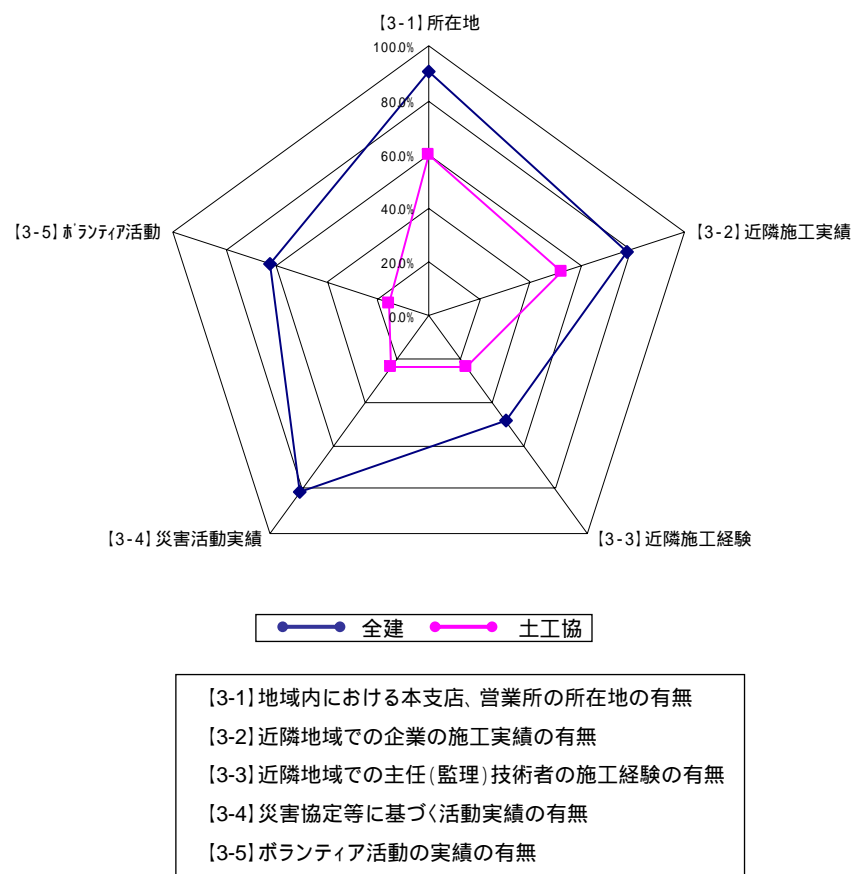 【3-1】所在地
100.0%
80.0%
60.0%
【3-5】ボランティア活動
【3-2】近隣施工実績
40.0%
20.0%
0.0%
【3-4】災害活動実績
【3-3】近隣施工経験
全建 土工協
【3-1】地域内における本支店、営業所の所在地の有無
【3-2】近隣地域での企業の施工実績の有無
【3-3】近隣地域での主任(監理)技術者の施工経験の有無
【3-4】災害協定等に基づく活動実績の有無
【3-5】ボランティア活動の実績の有無